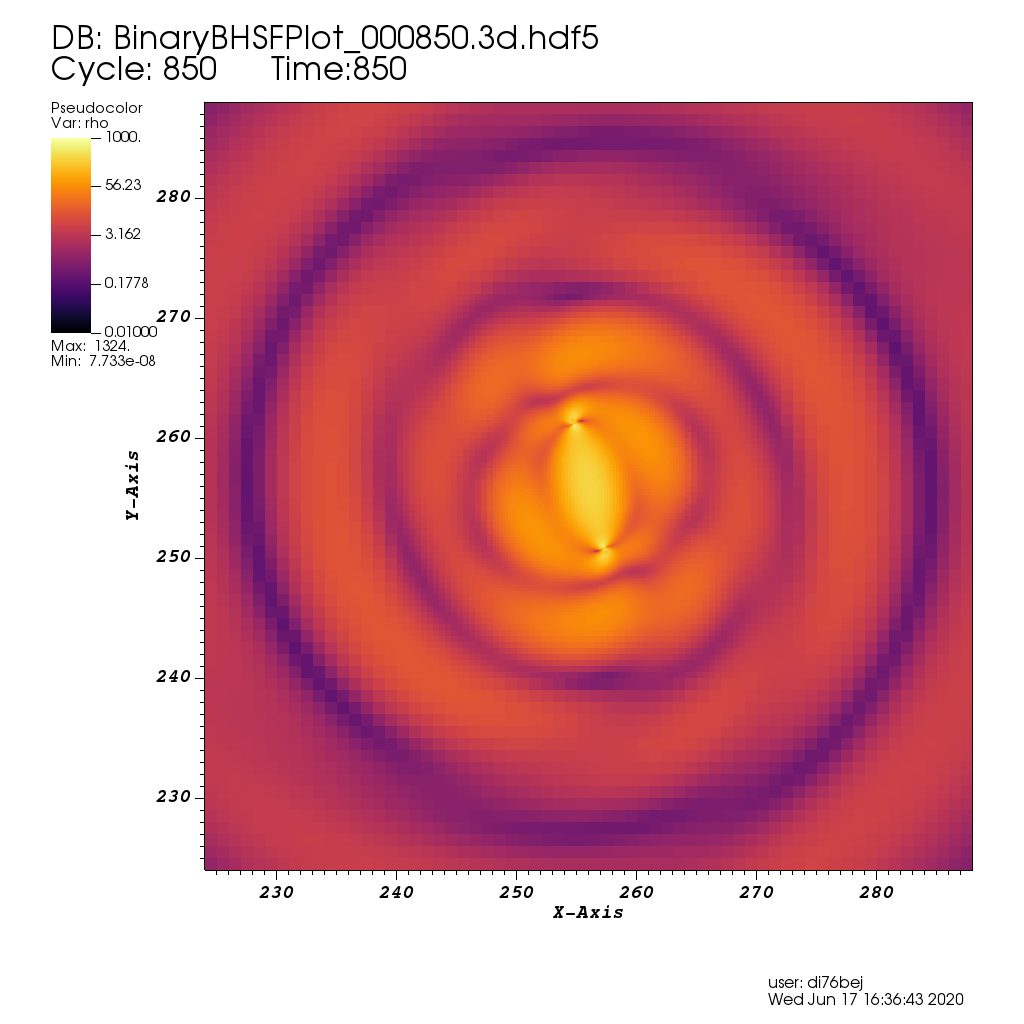 DB: BinaryBHSFPlot_000850.3d.hdf5
Cycle: 850 Time:850
Pseudocolor
Var: rho
1000.
56.23
3.162
0.1778
0.01000
Max: 1324.
Min: 7.733e-08
280
270
260
250
240
230
Y-Axis
230 240 250 260 270 280
X-Axis
user: di76bej
Wed Jun 17 16:36:43 2020